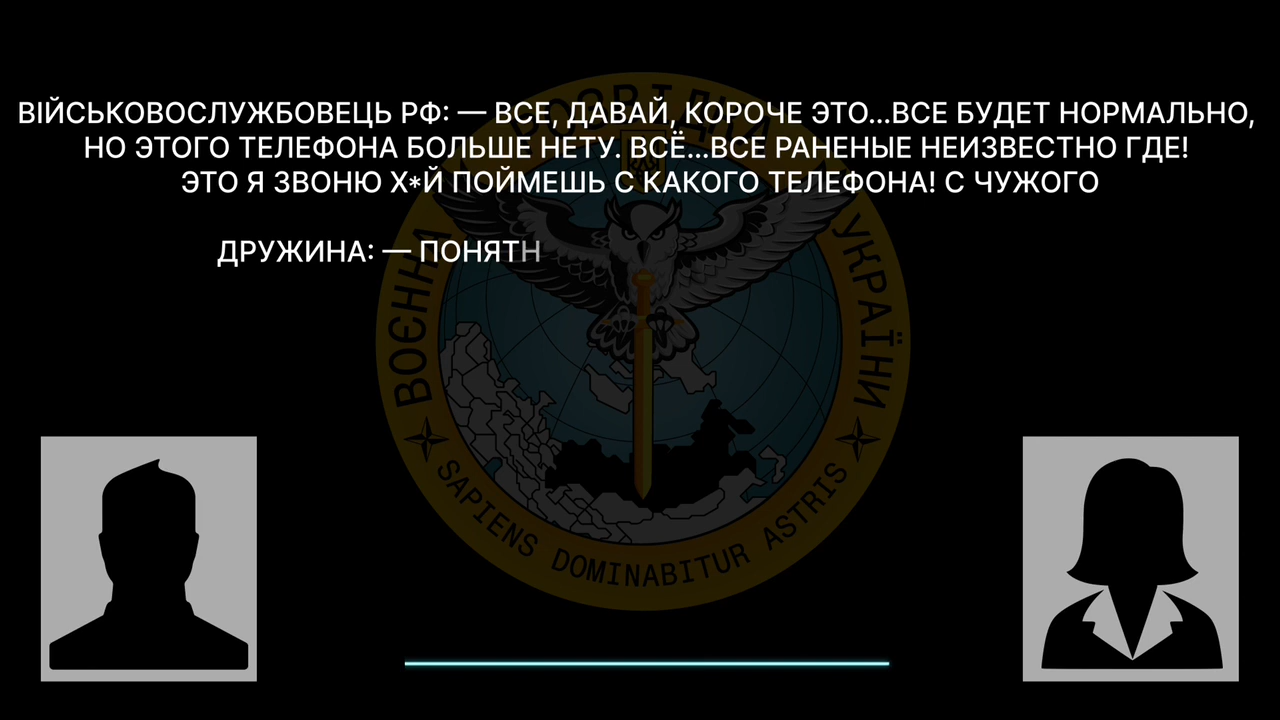 ВІЙСЬКОВОСЛУЖБОВЕЦЬ РФ: — ВСЕ, ДАВАЙ, КОРОЧЕ ЭТО...ВСЕ БУДЕТ НОРМАЛЬНО,
НО ЭТОГО ТЕЛЕФОНА БОЛЬШЕ НЕТУ. ВСЁ...ВСЕ РАНЕНЫЕ НЕИЗВЕСТНО ГДЕ!
ЭТО Я ЗВОНЮ Х*Й ПОЙМЕШЬ С КАКОГО ТЕЛЕФОНА! С ЧУЖОГО
ДРУЖИНА: — ПОНЯТН
ВОЄННА РОЗВІДКА УКРАЇНИ
SAPIENS DOMINABITUR ASTRIS